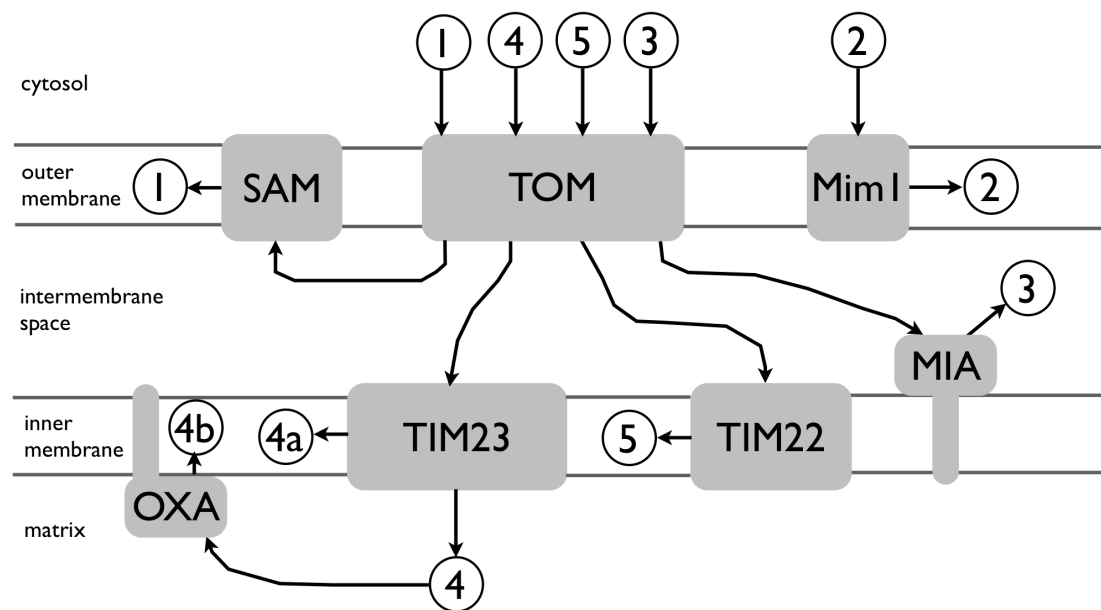 1
4
5
3
2
cytosol
outer
membrane
1
SAM
TOM
Mim1
2
intermembrane
space
3
MIA
inner
membrane
4b
4a
TIM23
5
TIM22
OXA
matrix
4